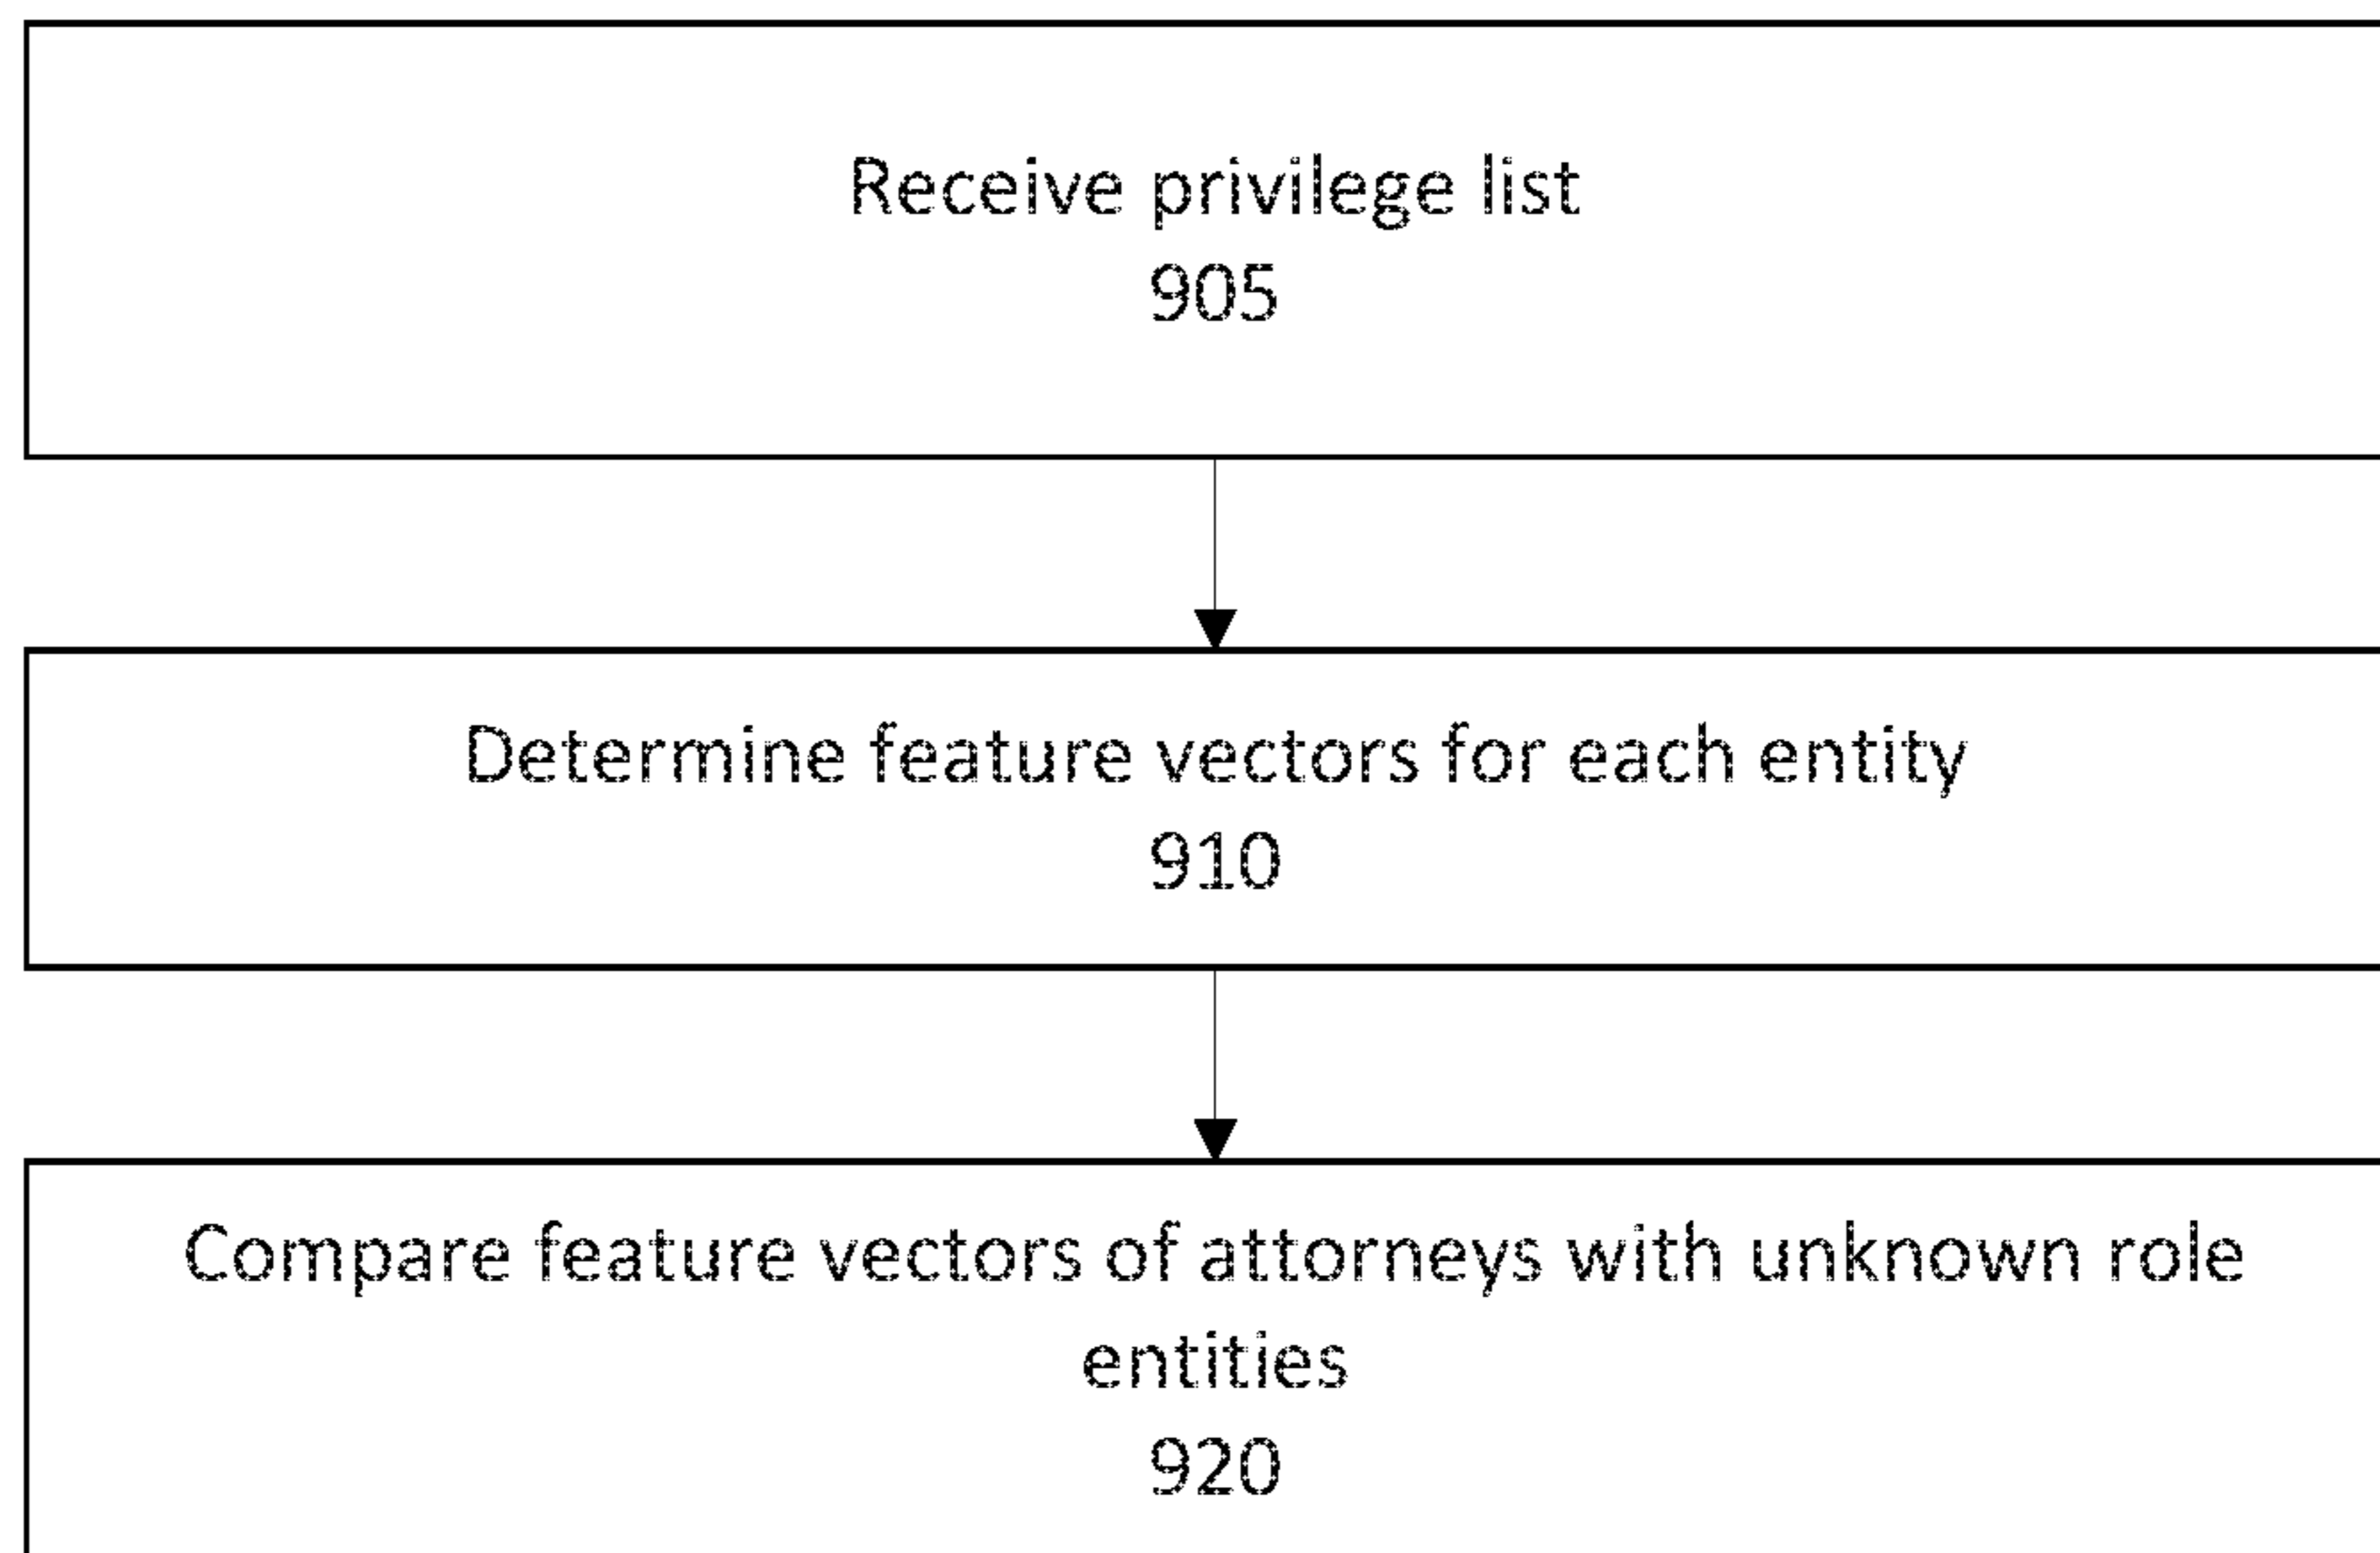 Receive privilege list
905
Determine feature vectors for each entity
910
Compare feature vectors of attorneys with unknown role
entities
920